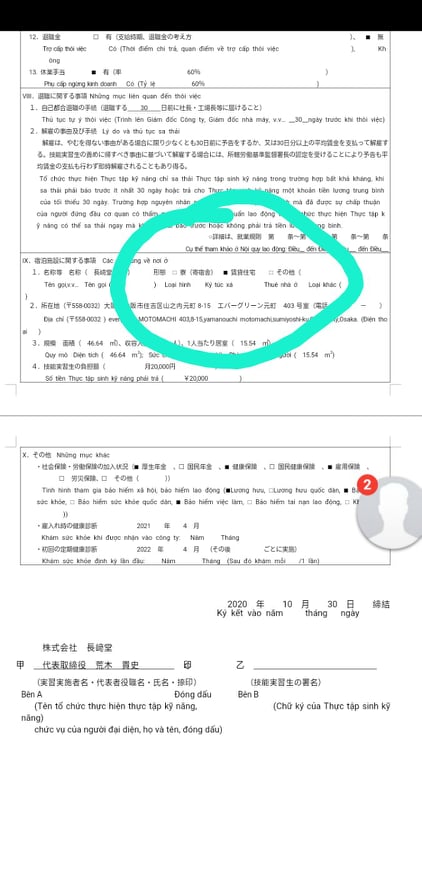 12. 退職金 □ 有（支給時期、退職金の考え方 )、 ■ 無
Trợ cấp thôi việc Có (Thời điểm chi trả, quan điểm về trợ cấp thôi việc ), Kh
ông
13. 休業手当 ■ 有（率 60% )
Phụ cấp ngừng kinh doanh Có (Tỷ lệ 60% )
Ⅷ. 退職に関する事項 Những mục liên quan đến thôi việc
1. 自己都合退職の手続（退職する 30 日前に社長・工場長等に届けること）
Thủ tục tự ý thôi việc (Trình lên Giám đốc Công ty, Giám đốc nhà máy, v.v... _30_ngày trước khi thôi việc)
2. 解雇の事由及び手続 Lý do và thủ tục sa thải
解雇は、やむを得ない事由がある場合に限り少なくとも30日前に予告をするか、又は30日分以上の平均賃金を支払って解雇す
る。技能実習生の責めに帰すべき事由に基づいて解雇する場合には、所轄労働基準監督署長の認定を受けることにより予告も平
均賃金の支払も行わず即時解雇されることもあり得る。
Tổ chức thực hiện Thực tập kỹ năng chỉ sa thải Thực tập sinh kỹ năng trong trường hợp bất khả kháng, khi
sa thải phải báo trước ít nhất 30 ngày hoặc trả cho Thực năng một khoản tiền lương trung bình
của tối thiểu 30 ngày. Trường hợp nguyên nhân mà đã được sự chấp thuận
của người đứng đầu cơ quan có thẩm chuẩn lao động chức thực hiện Thực tập k
ỹ năng có thể sa thải ngay mà trước hoặc không phải trả tiền lương trung bình.
○詳細は、就業規則 第 条～第 条～第 条
Cụ thể tham khảo ở Nội quy lao động Điều_ đến đến Điều_
Ⅸ. 宿泊施設に関する事項 Các về nơi ở
1. 名称等 名称（ 長﨑 形態 □ 寮（寄宿舎） ■ 賃貸住宅 □ その他（
Tên gọi,v.v... Tên gọi ) Loại hình Ký túc xá Thuê nhà ở Loại khác (
)
2. 所在地（〒558-0032）大阪市住吉区山之内元町 8-15 エバーグリーン元町 403 号室（電話 － ）
Địa chỉ (〒558-0032 ) MOTOMACHI 403,8-15,yamanouchi motomachi,sumiyoshi-ku Osaka. (Điện tho
ại )
3. 規模 面積（ 46.64 ㎡）、収容人 、1人当たり居室（ 15.54 ㎡）
Quy mô Diện tích ( 46.64 m²); ( 15.54 m²)
4. 技能実習生の負担額（ 月20,000円
Số tiền Thực tập sinh kỹ năng phải trả ( ¥20,000 )
Ⅹ. その他 Những mục khác
・社会保険・労働保険の加入状況（■ 厚生年金 、□ 国民年金 、■ 健康保険 、□ 国民健康保険 、■ 雇用保険 、
□ 労災保険、□ その他（ ））
Tình hình tham gia bảo hiểm xã hội, bảo hiểm lao động (■Lương hưu, □Lương hưu quốc dân, ■
sức khỏe, □ Bảo hiểm sức khỏe quốc dân, ■ Bảo hiểm việc làm, □ Bảo hiểm tai nạn lao động, □
))
・雇入れ時の健康診断 2021 年 4 月
Khám sức khỏe khi được nhận vào công ty: Năm Tháng
・初回の定期健康診断 2022 年 4 月 （その後 ごとに実施）
Khám sức khỏe định kỳ lần đầu: Năm Tháng (Sau đó khám mỗi /1 lần)
2
2020 年 10 月 30 日 締結
Ký kết vào năm tháng ngày
株式会社 長﨑堂
甲 代表取締役 荒木 貫史 印 乙
（実習実施者名・代表者役職名・氏名・捺印） （技能実習生の署名）
Bên A Đóng dấu Bên B
(Tên tổ chức thực hiện thực tập kỹ năng, (Chữ ký của Thực tập sinh kỹ
năng)
chức vụ của người đại diện, họ và tên, đóng dấu)